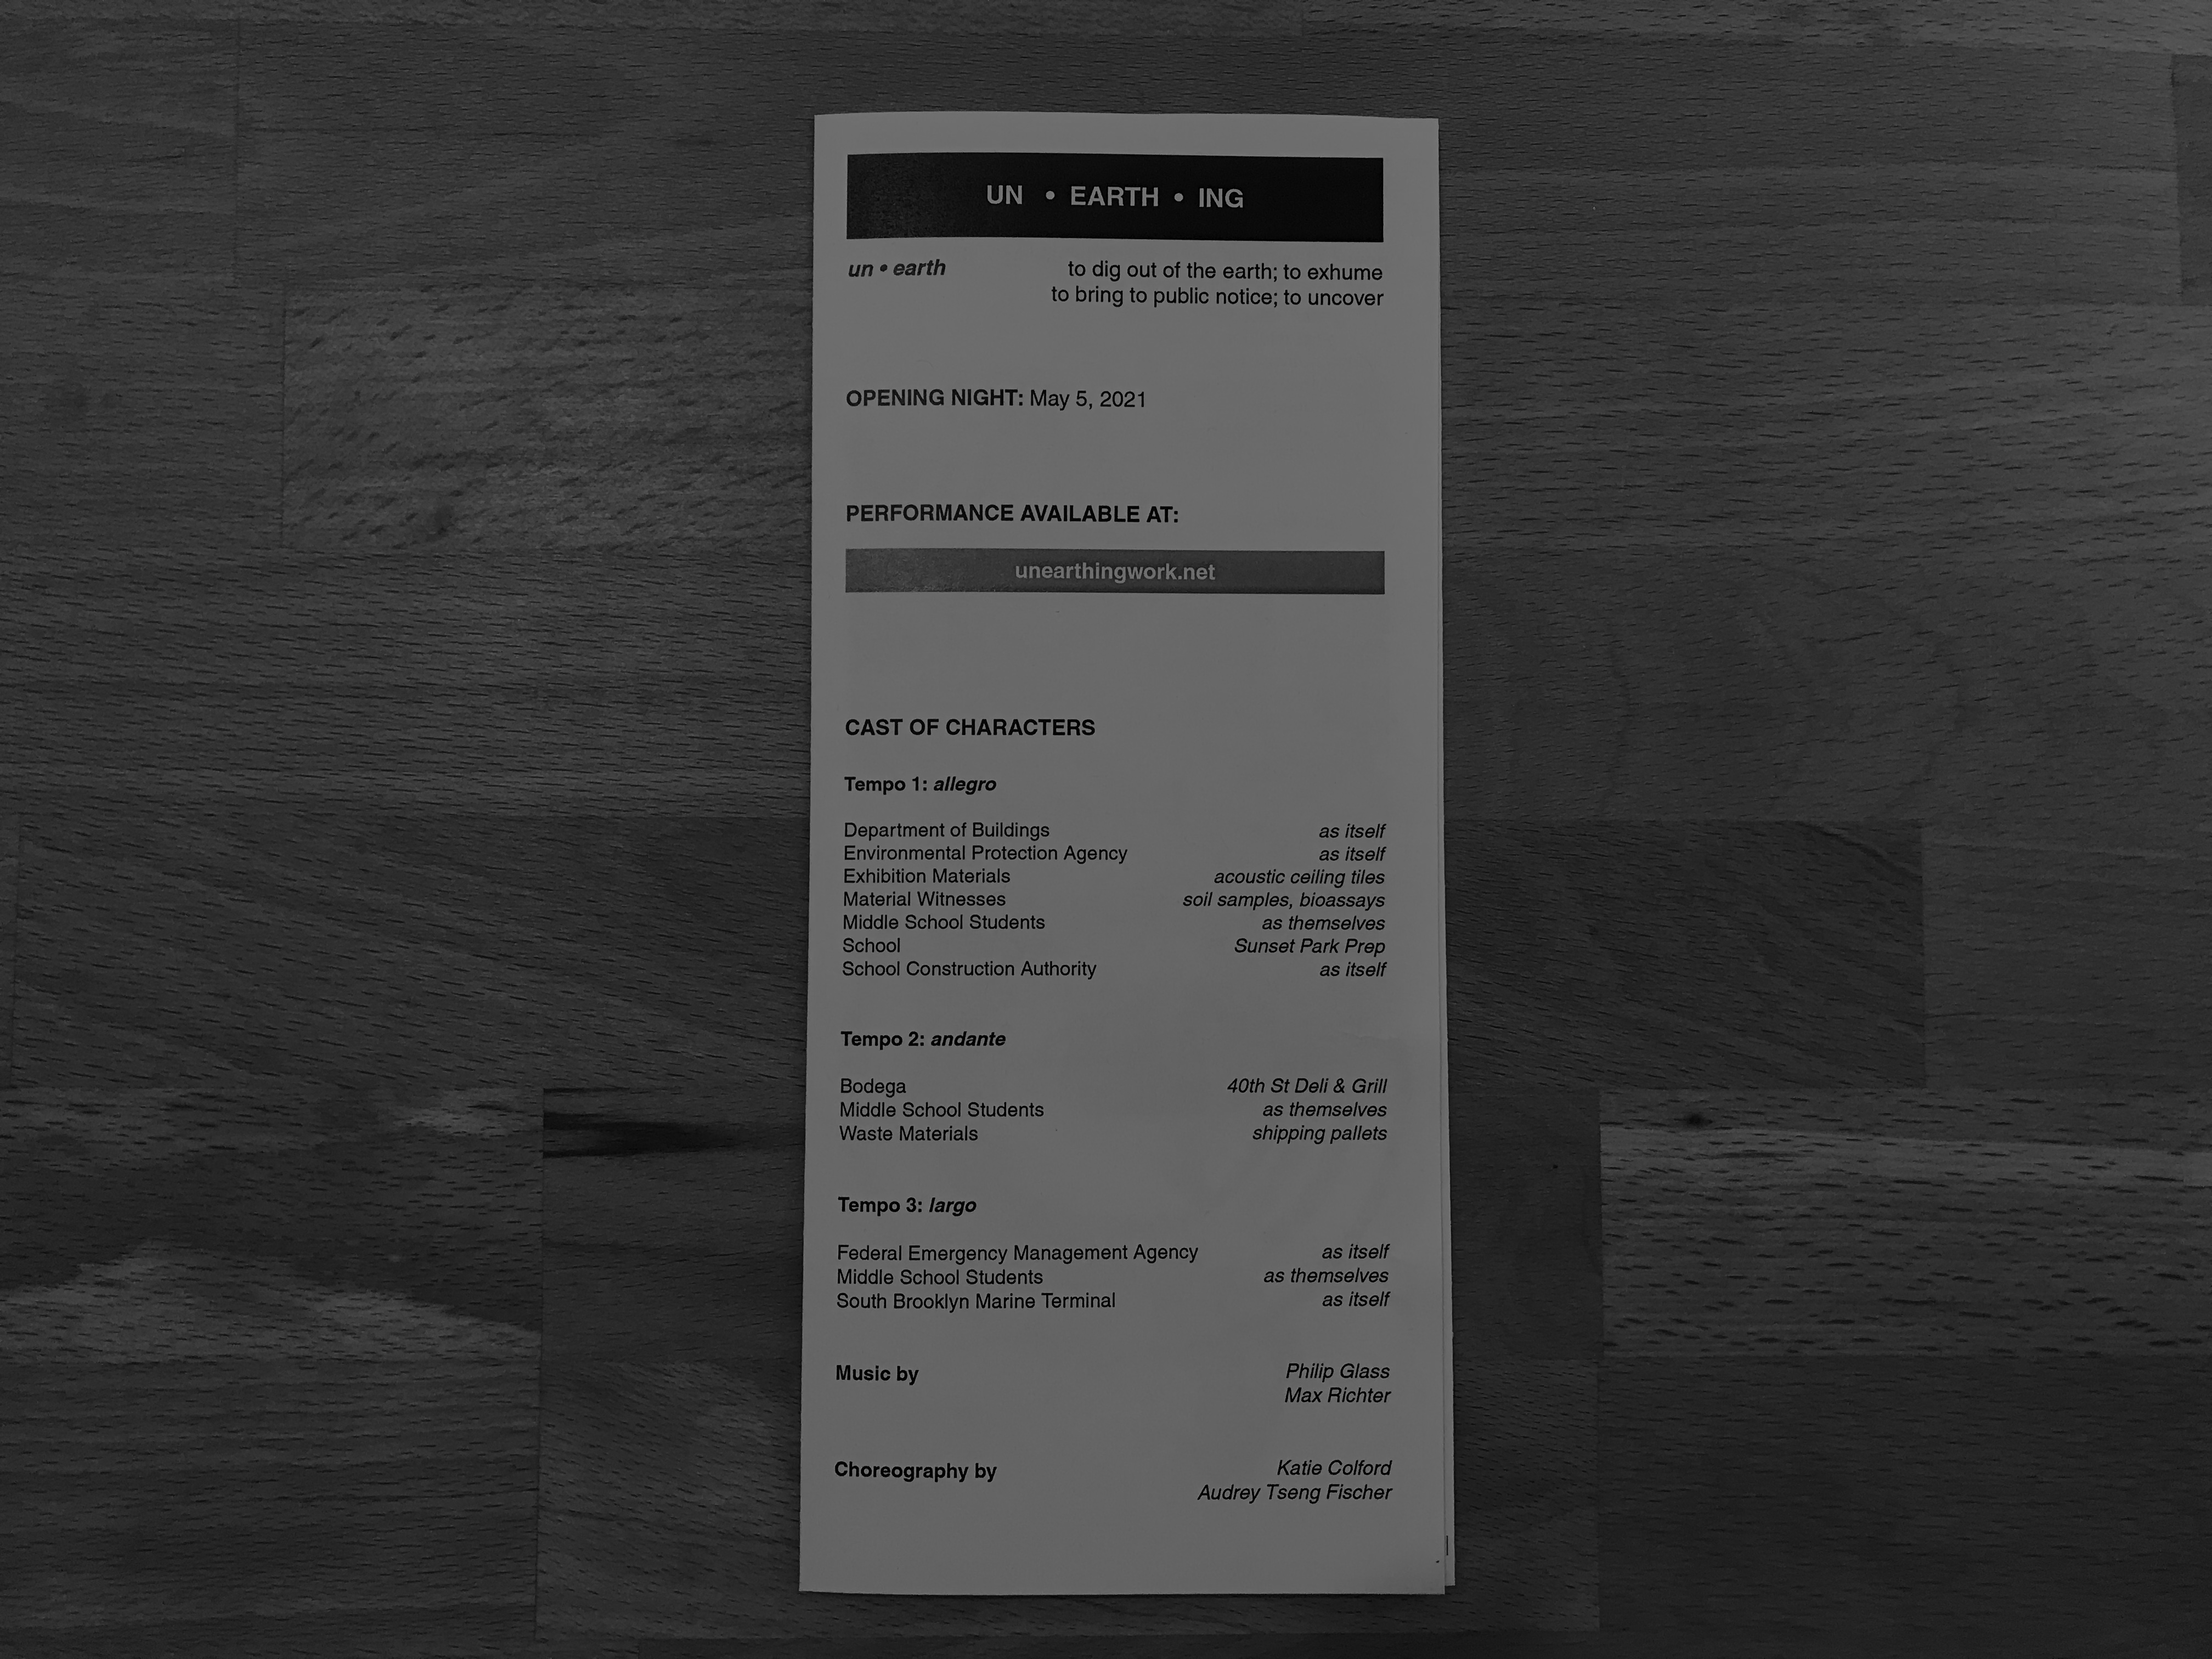 UN • EARTH • ING
un • earth to dig out of the earth; to exhume
to bring to public notice; to uncover
OPENING NIGHT: May 5, 2021
PERFORMANCE AVAILABLE AT:
unearthingwork.net
CAST OF CHARACTERS
Tempo 1: allegro
Department of Buildings as itself
Environmental Protection Agency as itself
Exhibition Materials acoustic ceiling tiles
Material Witnesses soil samples, bioassays
Middle School Students as themselves
School Sunset Park Prep
School Construction Authority as itself
Tempo 2: andante
Bodega 40th St Deli & Grill
Middle School Students as themselves
Waste Materials shipping pallets
Tempo 3: largo
Federal Emergency Management Agency as itself
Middle School Students as themselves
South Brooklyn Marine Terminal as itself
Music by Philip Glass
Max Richter
Choreography by Katie Colford
Audrey Tseng Fischer